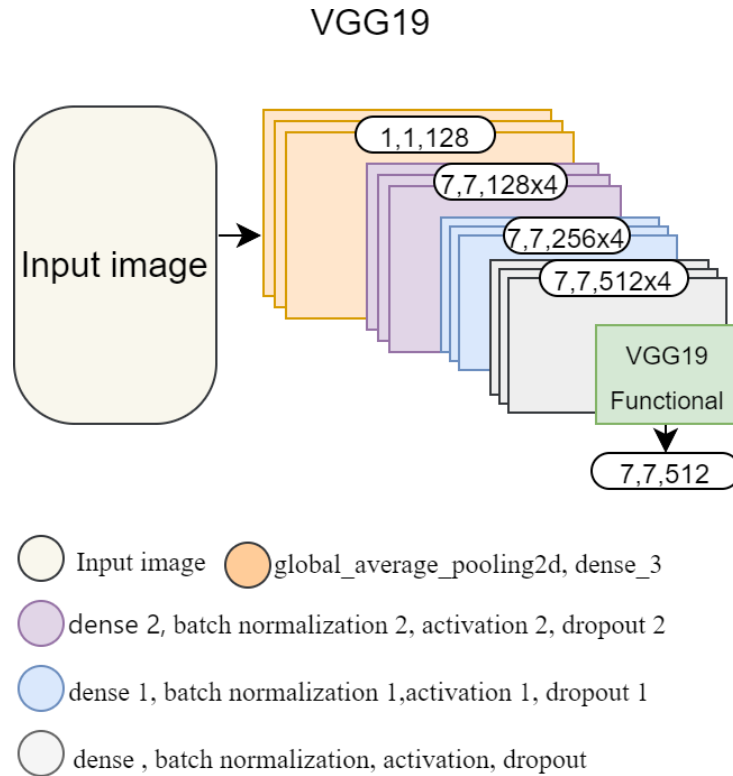 VGG19
Input image
1,1,128
7,7,128x4
7,7,256x4
7,7,512x4
VGG19
Functional
7,7,512
Input image global_average_pooling2d, dense_3
dense 2, batch normalization 2, activation 2, dropout 2
dense 1, batch normalization 1,activation 1, dropout 1
dense , batch normalization, activation, dropout